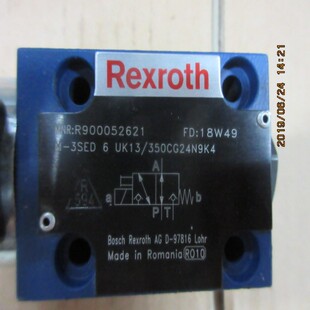 Rexroth
MNR:R900052621 FD:18W49
M-3SED 6 UK13/350CG24N9K4
A
a b
P T
Bosch Rexroth AG D-97816 Lohr
Made in Romania R010
2019/06/24 14:21